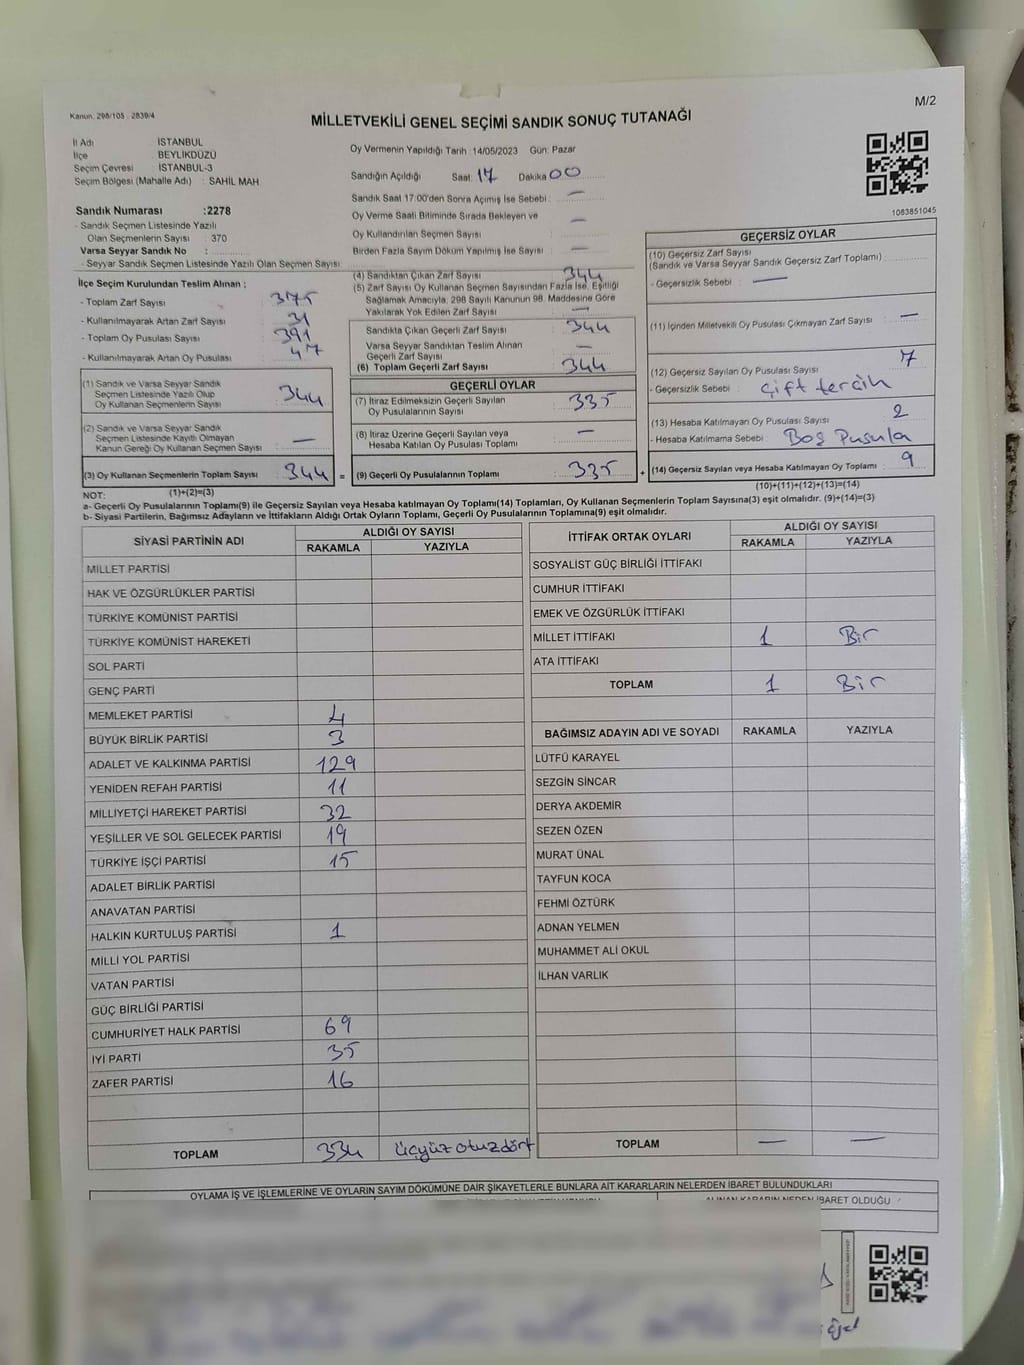 M/2
Kanun. 298/105 - 2839/4
MİLLETVEKİLİ GENEL SEÇİMİ SANDIK SONUÇ TUTANAĞI
İl Adı İSTANBUL
İlçe BEYLİKDÜZÜ
Seçim Çevresi İSTANBUL-3
Seçim Bölgesi (Mahalle Adı) : SAHİL MAH
Sandık Numarası :2278
- Sandık Seçmen Listesinde Yazılı
Olan Seçmenlerin Sayısı : 370
Varsa Seyyar Sandık No :
- Seyyar Sandık Seçmen Listesinde Yazılı Olan Seçmen Sayısı:
İlçe Seçim Kurulundan Teslim Alınan :
- Toplam Zarf Sayısı : 375
- Kullanılmayarak Artan Zarf Sayısı : 31
- Toplam Oy Pusulası Sayısı : 391
- Kullanılmayarak Artan Oy Pusulası : 47
(1) Sandık ve Varsa Seyyar Sandık
Seçmen Listesinde Yazılı Olup
Oy Kullanan Seçmenlerin Sayısı : 344
(2) Sandık ve Varsa Seyyar Sandık
Seçmen Listesinde Kayıtlı Olmayan
Kanun Gereği Oy Kullanan Seçmen Sayısı : —
(3) Oy Kullanan Seçmenlerin Toplam Sayısı : 344 =
(1)+(2)=(3)
Oy Vermenin Yapıldığı Tarih :14/05/2023 Gün: Pazar
Sandığın Açıldığı Saat: 17 Dakika 00
Sandık Saati 17:00'den Sonra Açımış İse Sebebi : —
Oy Verme Saati Bitiminde Sırada Bekleyen ve
Oy Kullandırılan Seçmen Sayısı —
Birden Fazla Sayım Döküm Yapılmış İse Sayısı —
(4) Sandıktan Çıkan Zarf Sayısı 344
(5) Zarf Sayısı Oy Kullanan Seçmen Sayısından Fazla İse, Eşitliği
Sağlamak Amacıyla, 298 Sayılı Kanunun 98. Maddesine Göre
Yakılarak Yok Edilen Zarf Sayısı : —
Sandıkta Çıkan Geçerli Zarf Sayısı : 344
Varsa Seyyar Sandıktan Teslim Alınan
Geçerli Zarf Sayısı : —
(6) Toplam Geçerli Zarf Sayısı : 344
GEÇERLİ OYLAR
(7) İtiraz Edilmeksizin Geçerli Sayılan
Oy Pusulalarının Sayısı : 335
(8) İtiraz Üzerine Geçerli Sayılan veya
Hesaba Katılan Oy Pusulası Toplamı : —
(9) Geçerli Oy Pusulalarının Toplamı : 335 +
1083851045
GEÇERSİZ OYLAR
(10) Geçersiz Zarf Sayısı
(Sandık ve Varsa Seyyar Sandık Geçersiz Zarf Toplamı)
- Geçersizlik Sebebi : —
(11) İçinden Milletvekili Oy Pusulası Çıkmayan Zarf Sayısı : —
(12) Geçersiz Sayılan Oy Pusulası Sayısı : 7
- Geçersizlik Sebebi : Çift tercih
(13) Hesaba Katılmayan Oy Pusulası Sayısı : 2
- Hesaba Katılmama Sebebi : Boş Pusula
(14) Geçersiz Sayılan veya Hesaba Katılmayan Oy Toplamı : 9
(10)+(11)+(12)+(13)=(14)
NOT:
a- Geçerli Oy Pusulalarının Toplamı(9) ile Geçersiz Sayılan veya Hesaba katılmayan Oy Toplamı(14) Toplamları, Oy Kullanan Seçmenlerin Toplam Sayısına(3) eşit olmalıdır. (9)+(14)=(3)
b- Siyasi Partilerin, Bağımsız Adayların ve İttifakların Aldığı Ortak Oyların Toplamı, Geçerli Oy Pusulalarının Toplamına(9) eşit olmalıdır.
SİYASİ PARTİNİN ADI ALDIĞI OY SAYISI
RAKAMLA YAZIYLA
MİLLET PARTİSİ
HAK VE ÖZGÜRLÜKLER PARTİSİ
TÜRKİYE KOMÜNİST PARTİSİ
TÜRKİYE KOMÜNİST HAREKETİ
SOL PARTİ
GENÇ PARTİ
MEMLEKET PARTİSİ 4
BÜYÜK BİRLİK PARTİSİ 3
ADALET VE KALKINMA PARTİSİ 129
YENİDEN REFAH PARTİSİ 11
MİLLİYETÇİ HAREKET PARTİSİ 32
YEŞİLLER VE SOL GELECEK PARTİSİ 19
TÜRKİYE İŞÇİ PARTİSİ 15
ADALET BİRLİK PARTİSİ
ANAVATAN PARTİSİ
HALKIN KURTULUŞ PARTİSİ 1
MİLLİ YOL PARTİSİ
VATAN PARTİSİ
GÜÇ BİRLİĞİ PARTİSİ
CUMHURİYET HALK PARTİSİ 69
İYİ PARTİ 35
ZAFER PARTİSİ 16
TOPLAM 334 üçyüz otuzdört
İTTİFAK ORTAK OYLARI ALDIĞI OY SAYISI
RAKAMLA YAZIYLA
SOSYALİST GÜÇ BİRLİĞİ İTTİFAKI
CUMHUR İTTİFAKI
EMEK VE ÖZGÜRLÜK İTTİFAKI
MİLLET İTTİFAKI 1 Bir
ATA İTTİFAKI
TOPLAM 1 Bir
BAĞIMSIZ ADAYIN ADI VE SOYADI RAKAMLA YAZIYLA
LÜTFÜ KARAYEL
SEZGİN SİNCAR
DERYA AKDEMİR
SEZEN ÖZEN
MURAT ÜNAL
TAYFUN KOCA
FEHMİ ÖZTÜRK
ADNAN YELMEN
MUHAMMET ALİ OKUL
İLHAN VARLIK
TOPLAM — —
OYLAMA İŞ VE İŞLEMLERİNE VE OYLARIN SAYIM DÖKÜMÜNE DAİR ŞİKAYETLERLE BUNLARA AİT KARARLARIN NELERDEN İBARET BULUNDUKLARI
ALINAN KARARIN NEDEN İBARET OLDUĞU